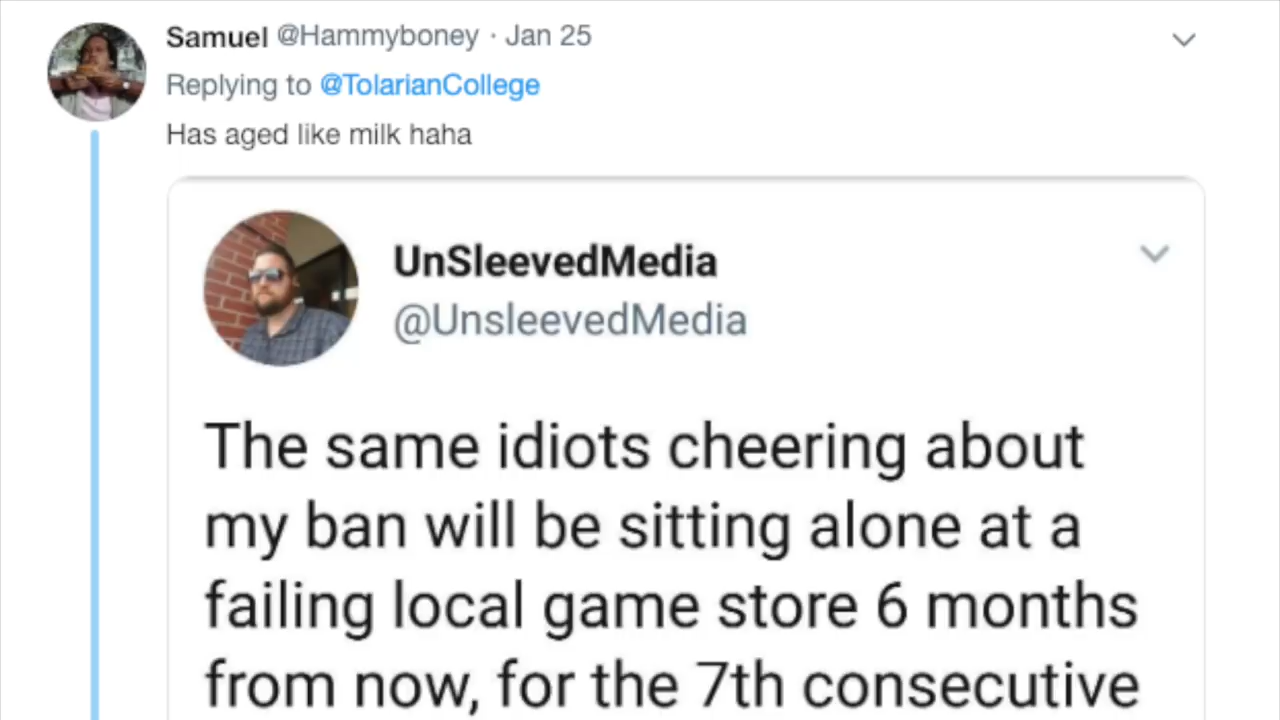 Samuel @Hammyboney · Jan 25
Replying to @TolarianCollege
Has aged like milk haha
UnSleevedMedia
@UnsleevedMedia
The same idiots cheering about
my ban will be sitting alone at a
failing local game store 6 months
from now, for the 7th consecutive